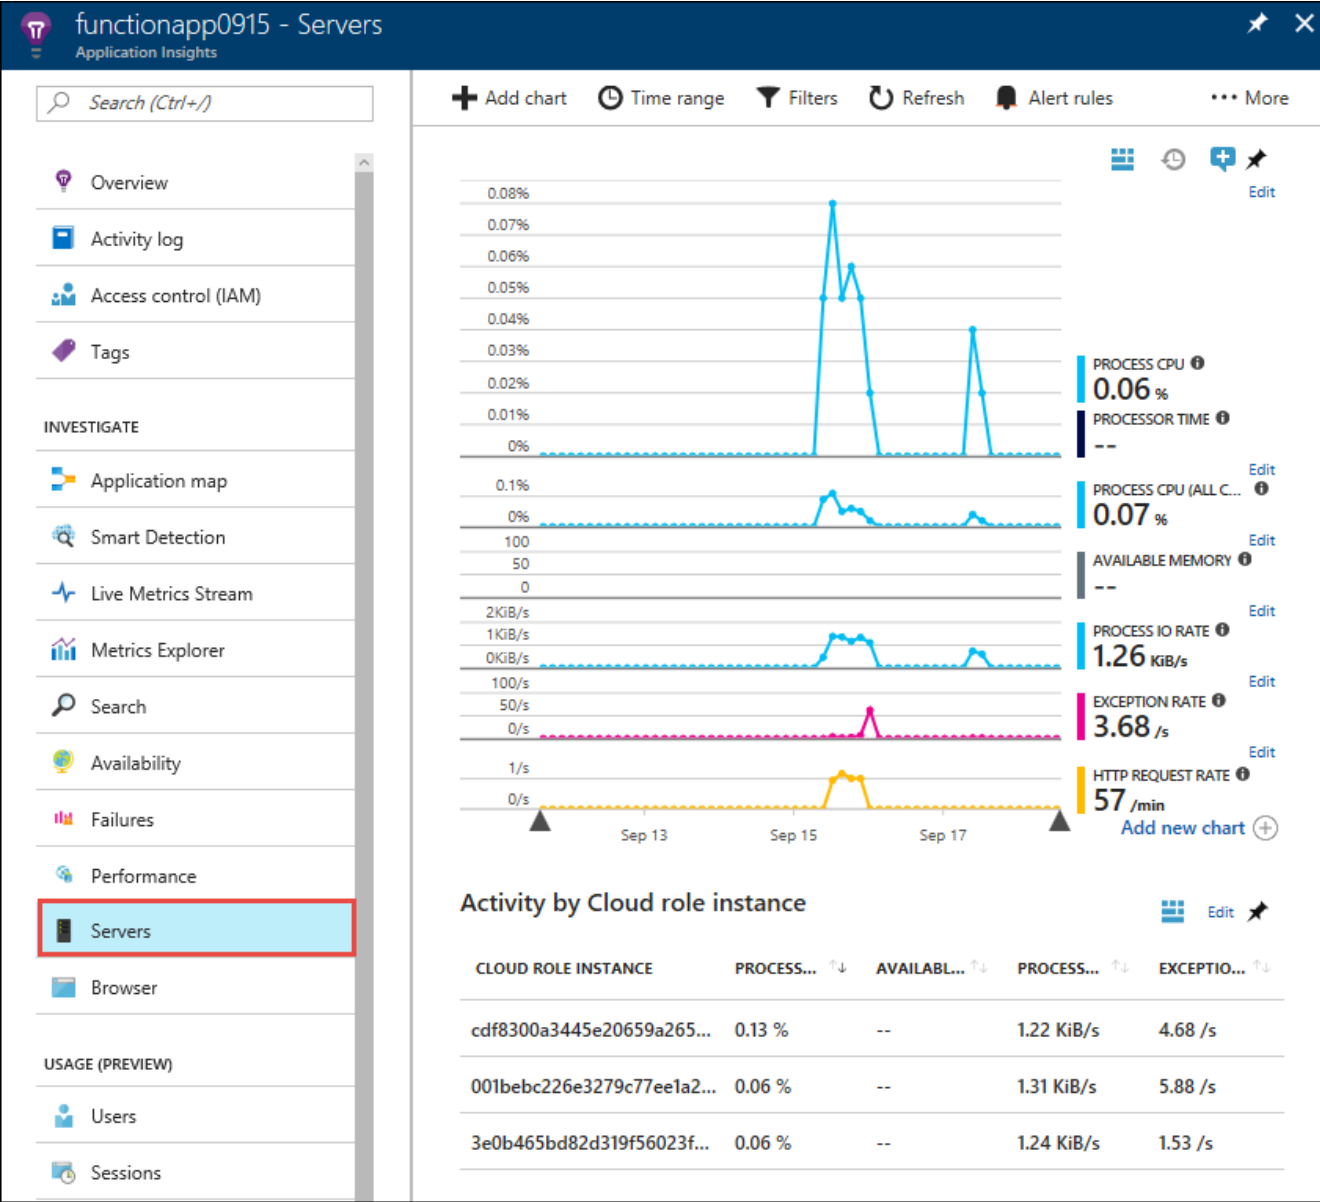 functionapp0915 - Servers
Application Insights
Search (Ctrl+/)
Overview
Activity log
Access control (IAM)
Tags
INVESTIGATE
Application map
Smart Detection
Live Metrics Stream
Metrics Explorer
Search
Availability
Failures
Performance
Servers
Browser
USAGE (PREVIEW)
Users
Sessions
Add chart
Time range
Filters
Refresh
Alert rules
More
Edit
0.08%
0.07%
0.06%
0.05%
0.04%
0.03%
0.02%
0.01%
0%
PROCESS CPU
0.06 %
PROCESSOR TIME
--
Edit
0.1%
0%
PROCESS CPU (ALL C...
0.07 %
Edit
100
50
0
AVAILABLE MEMORY
--
Edit
2KiB/s
1KiB/s
0KiB/s
PROCESS IO RATE
1.26 KiB/s
Edit
100/s
50/s
0/s
EXCEPTION RATE
3.68 /s
Edit
1/s
0/s
HTTP REQUEST RATE
57 /min
Sep 13 Sep 15 Sep 17
Add new chart
Activity by Cloud role instance
Edit
CLOUD ROLE INSTANCE PROCESS... AVAILABL... PROCESS... EXCEPTIO...
cdf8300a3445e20659a265... 0.13 % -- 1.22 KiB/s 4.68 /s
001bebc226e3279c77ee1a2... 0.06 % -- 1.31 KiB/s 5.88 /s
3e0b465bd82d319f56023f... 0.06 % -- 1.24 KiB/s 1.53 /s